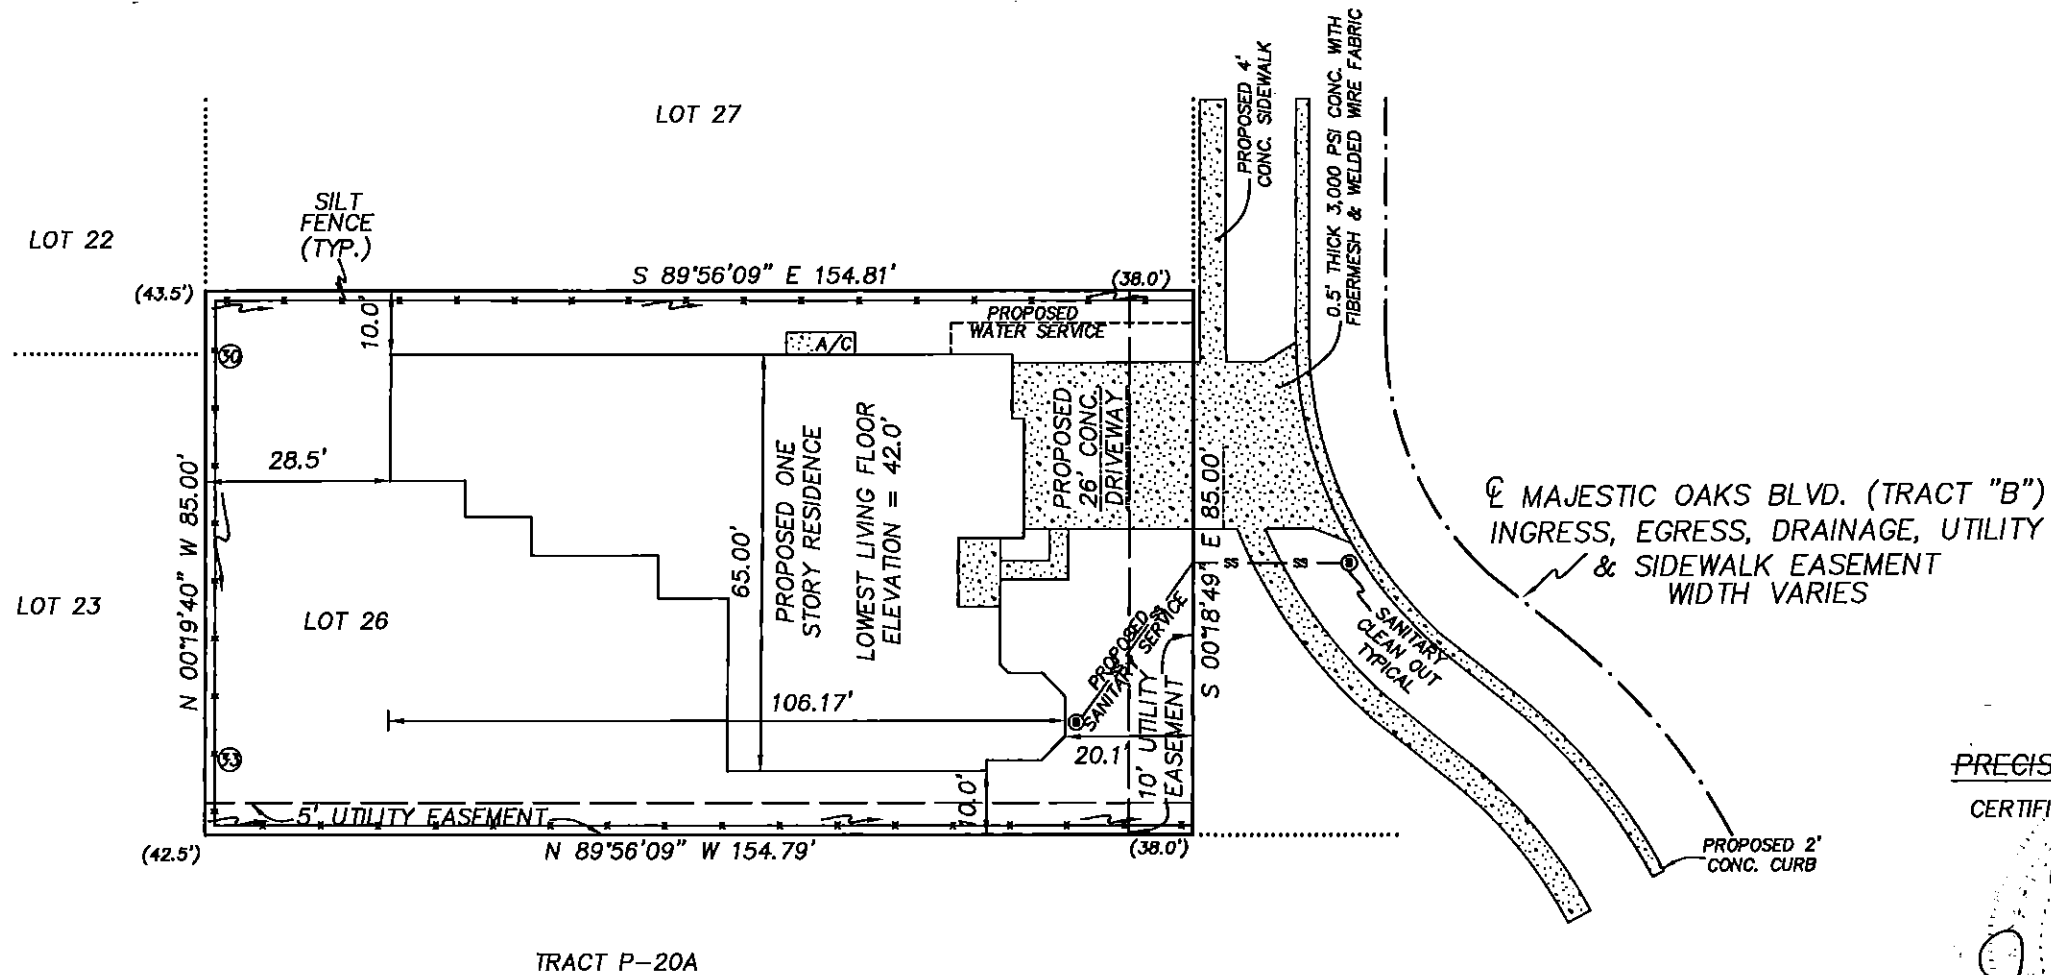 LOT 27
PROPOSED 4'
CONC. SIDEWALK
0.5' THICK 3,000 PSI CONC. WITH
FIBERMESH & WELDED WIRE FABRIC
LOT 22
SILT
FENCE
(TYP.)
(43.5')
S 89°56'09" E 154.81'
(38.0')
10.0'
PROPOSED
WATER SERVICE
A/C
30
28.5'
PROPOSED ONE
STORY RESIDENCE
LOWEST LIVING FLOOR
ELEVATION = 42.0'
65.00'
PROPOSED
26' CONC.
DRIVEWAY
N 00°19'40" W 85.00'
S 00°18'49" E 85.00'
℄ MAJESTIC OAKS BLVD. (TRACT "B")
INGRESS, EGRESS, DRAINAGE, UTILITY
& SIDEWALK EASEMENT
WIDTH VARIES
LOT 23
LOT 26
PROPOSED
SANITARY SERVICE
SANITARY
CLEAN OUT
TYPICAL
106.17'
20.1'
10' UTILITY
EASEMENT
33
10.0'
5' UTILITY EASEMENT
(42.5')
N 89°56'09" W 154.79'
(38.0')
PROPOSED 2'
CONC. CURB
PRECIS
CERTIFI
TRACT P-20A